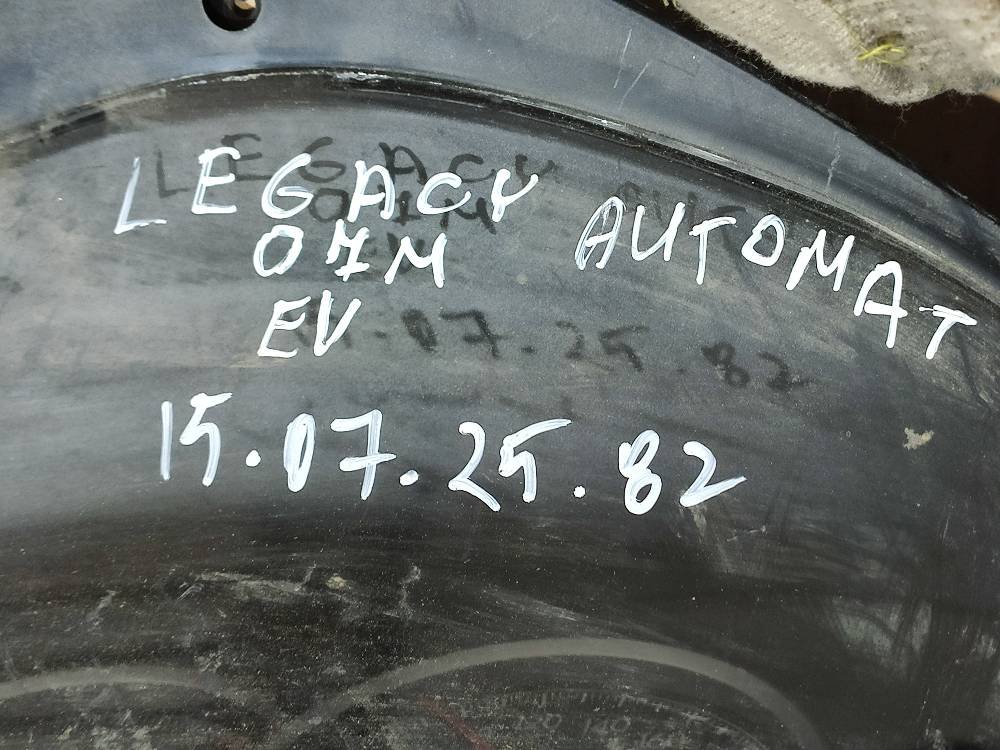 LEGACY AUTOMAT
07M
EV
15.07.25.82